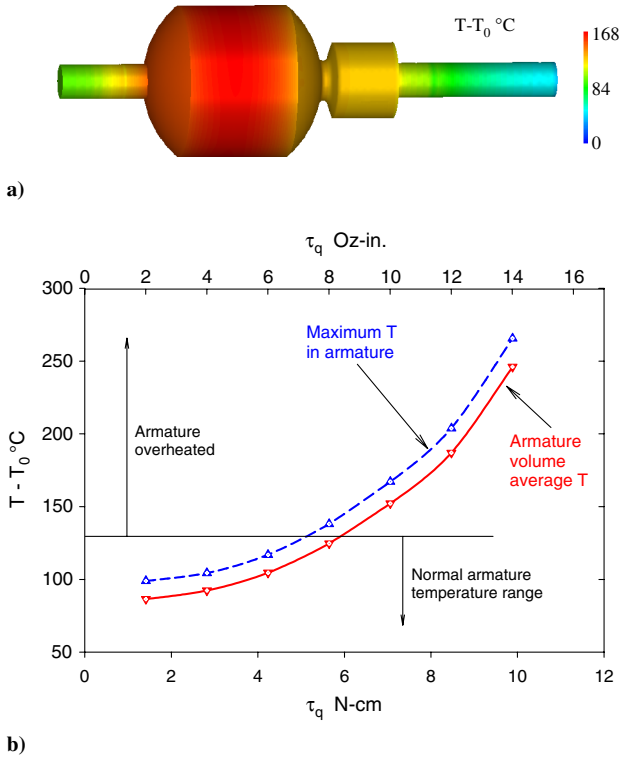 T-T₀ °C
168
84
0
a)
τq Oz-in.
0 2 4 6 8 10 12 14 16
300
250
200
150
100
50
T - T₀ °C
Maximum T
in armature
Armature
overheated
Armature
volume
average T
Normal armature
temperature range
0 2 4 6 8 10 12
τq N-cm
b)